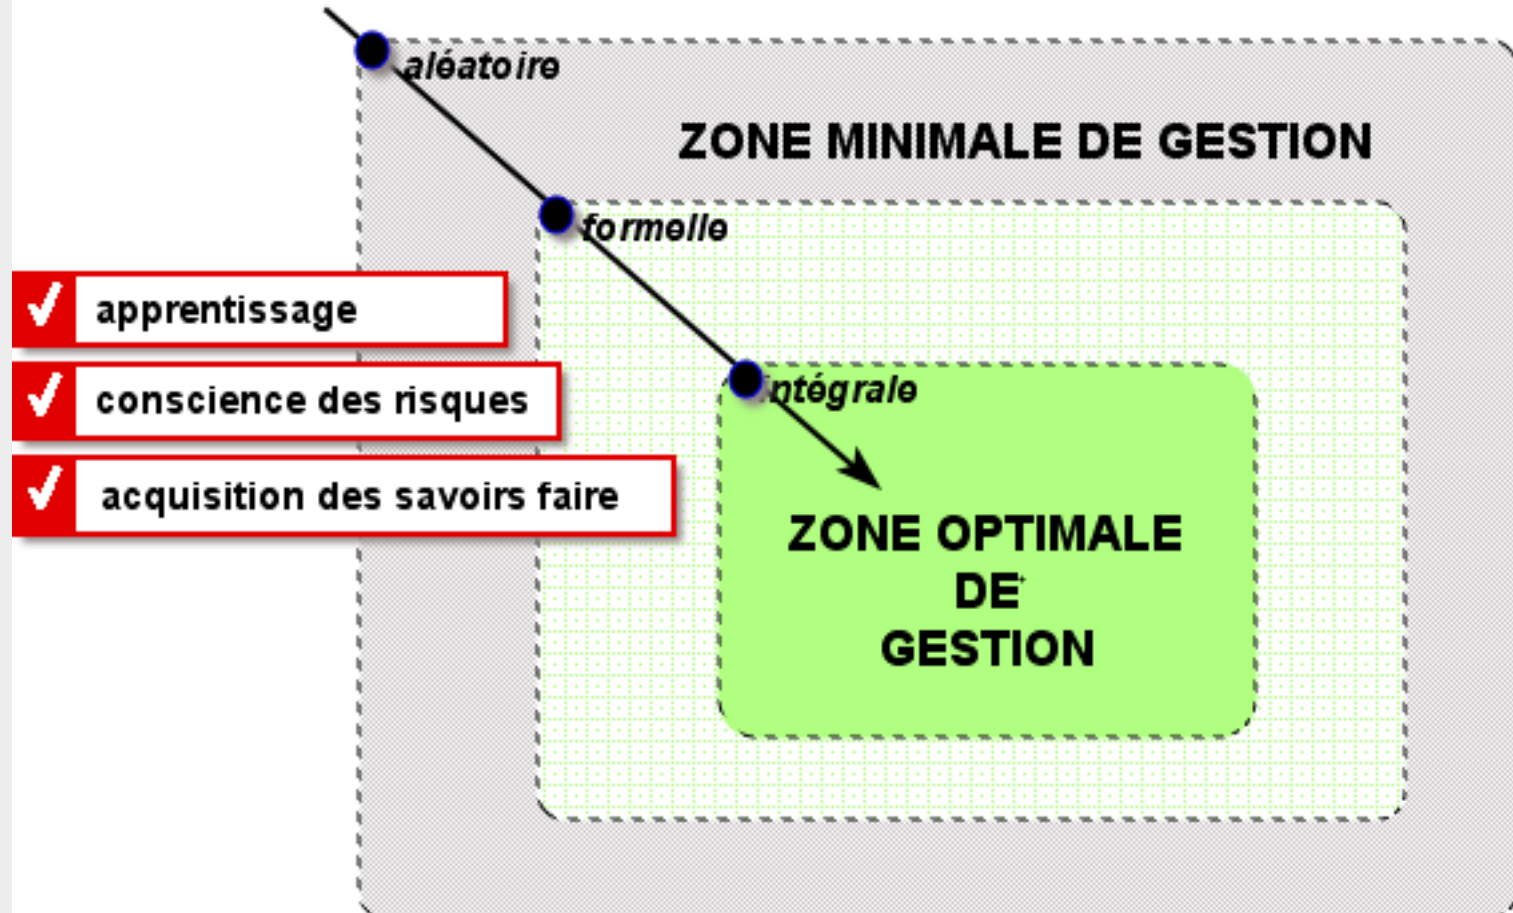 aléatoire
ZONE MINIMALE DE GESTION
formelle
apprentissage
conscience des risques
acquisition des savoirs faire
intégrale
ZONE OPTIMALE
DE
GESTION